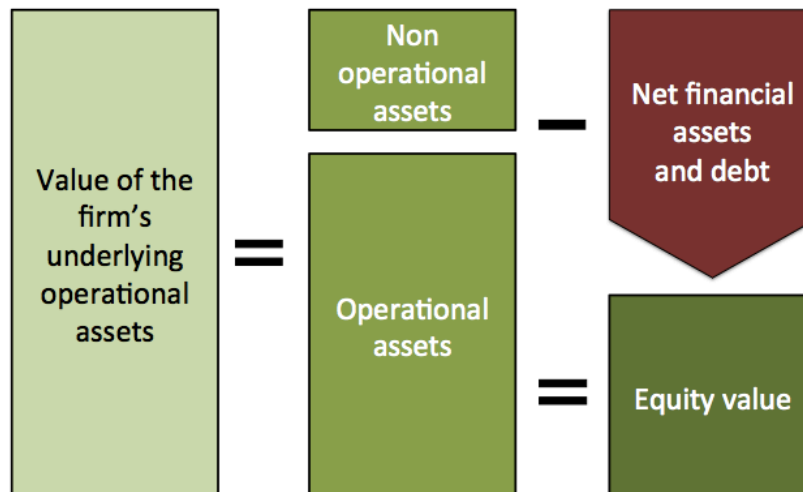 Value of the
firm's
underlying
operational
assets
=
Non
operational
assets
Operational
assets
–
Net financial
assets
and debt
=
Equity value